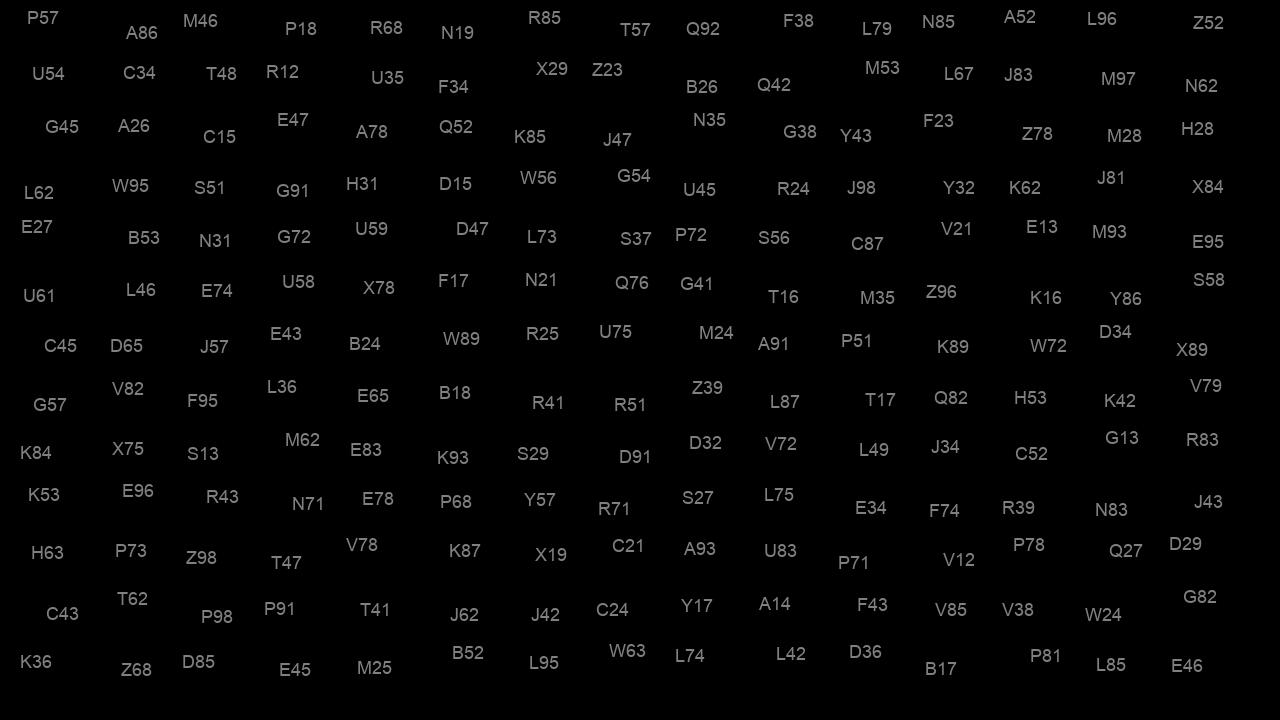 P57 A86 M46 P18 R68 N19 R85 T57 Q92 F38 L79 N85 A52 L96 Z52
U54 C34 T48 R12 U35 F34 X29 Z23 B26 Q42 M53 L67 J83 M97 N62
G45 A26 C15 E47 A78 Q52 K85 J47 N35 G38 Y43 F23 Z78 M28 H28
L62 W95 S51 G91 H31 D15 W56 G54 U45 R24 J98 Y32 K62 J81 X84
E27 B53 N31 G72 U59 D47 L73 S37 P72 S56 C87 V21 E13 M93 E95
U61 L46 E74 U58 X78 F17 N21 Q76 G41 T16 M35 Z96 K16 Y86 S58
C45 D65 J57 E43 B24 W89 R25 U75 M24 A91 P51 K89 W72 D34 X89
G57 V82 F95 L36 E65 B18 R41 R51 Z39 L87 T17 Q82 H53 K42 V79
K84 X75 S13 M62 E83 K93 S29 D91 D32 V72 L49 J34 C52 G13 R83
K53 E96 R43 N71 E78 P68 Y57 R71 S27 L75 E34 F74 R39 N83 J43
H63 P73 Z98 T47 V78 K87 X19 C21 A93 U83 P71 V12 P78 Q27 D29
C43 T62 P98 P91 T41 J62 J42 C24 Y17 A14 F43 V85 V38 W24 G82
K36 Z68 D85 E45 M25 B52 L95 W63 L74 L42 D36 B17 P81 L85 E46